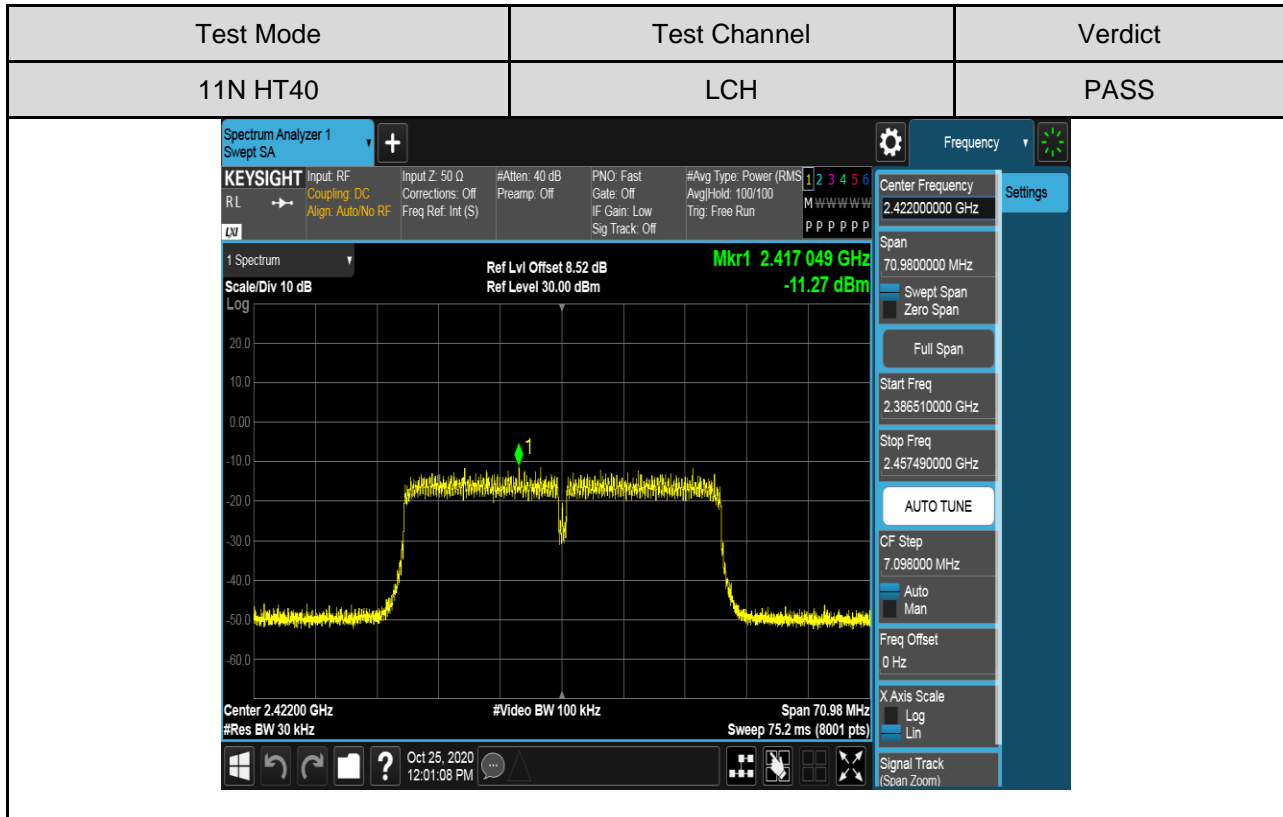 Test Mode Test Channel Verdict
11N HT40 LCH PASS
Spectrum Analyzer 1
Swept SA
+
Frequency
KEYSIGHT Input: RF Input Z: 50 Ω #Atten: 40 dB PNO: Fast #Avg Type: Power (RMS 1 2 3 4 5 6
RL Coupling: DC Corrections: Off Preamp: Off Gate: Off Avg|Hold: 100/100 M W W W W W
Align: Auto/No RF Freq Ref: Int (S) IF Gain: Low Trig: Free Run
LXI Sig Track: Off P P P P P P
1 Spectrum
Scale/Div 10 dB
Ref Lvl Offset 8.52 dB
Ref Level 30.00 dBm
Mkr1 2.417 049 GHz
-11.27 dBm
Log
20.0
10.0
0.00
-10.0
-20.0
-30.0
-40.0
-50.0
-60.0
1
Center 2.42200 GHz #Video BW 100 kHz Span 70.98 MHz
#Res BW 30 kHz Sweep 75.2 ms (8001 pts)
?
Oct 25, 2020
12:01:08 PM
Center Frequency
2.422000000 GHz
Settings
Span
70.9800000 MHz
Swept Span
Zero Span
Full Span
Start Freq
2.386510000 GHz
Stop Freq
2.457490000 GHz
AUTO TUNE
CF Step
7.098000 MHz
Auto
Man
Freq Offset
0 Hz
X Axis Scale
Log
Lin
Signal Track
(Span Zoom)